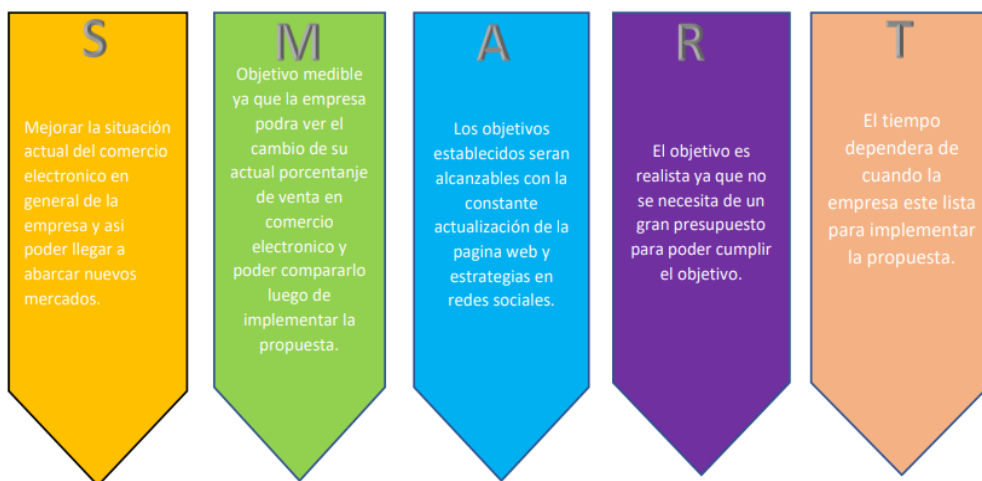 S
Mejorar la situación
actual del comercio
electronico en
general de la
empresa y asi
poder llegar a
abarcar nuevos
mercados.
M
Objetivo medible
ya que la empresa
podra ver el
cambio de su
actual porcentanje
de venta en
comercio
electronico y
poder compararlo
luego de
implementar la
propuesta.
A
Los objetivos
establecidos seran
alcanzables con la
constante
actualización de la
pagina web y
estrategias en
redes sociales.
R
El objetivo es
realista ya que no
se necesita de un
gran presupuesto
para poder cumplir
el objetivo.
T
El tiempo
dependera de
cuando la
empresa este lista
para implementar
la propuesta.